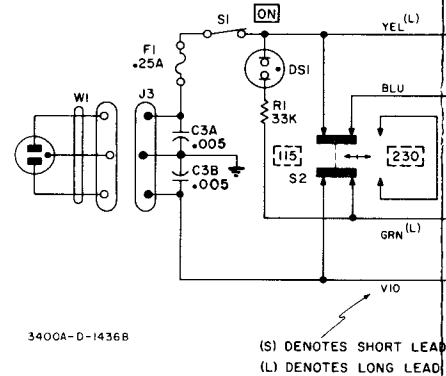 S1
ON
YEL (L)
F1
.25A
DS1
W1
J3
BLU
R1
33K
C3A
.005
115
230
C3B
.005
S2
GRN (L)
VIO
3400A-D-1436B
(S) DENOTES SHORT LEAD
(L) DENOTES LONG LEAD